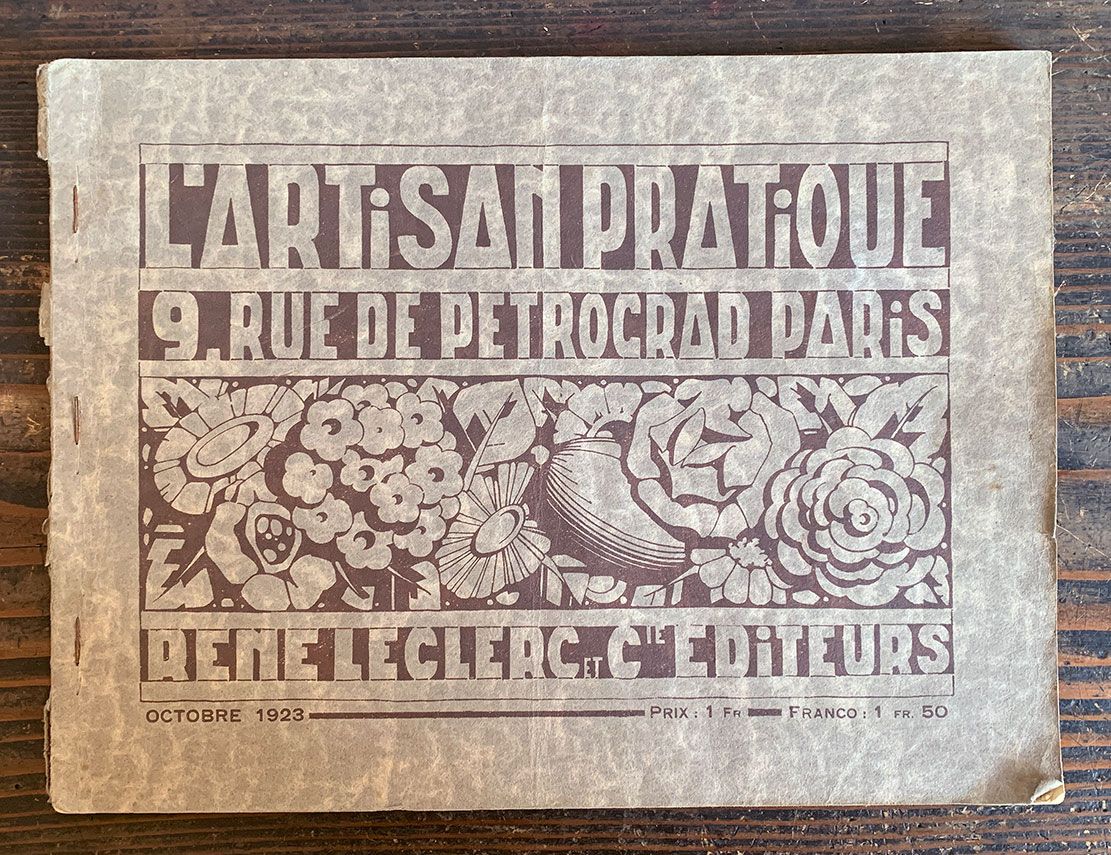 L'ARTiSAN PRATiQUE
9. RUE DE PETROGRAD PARiS
RENE LECLERC ET Cie EDiTEURS
OCTOBRE 1923 PRIX : 1 FR FRANCO : 1 FR. 50